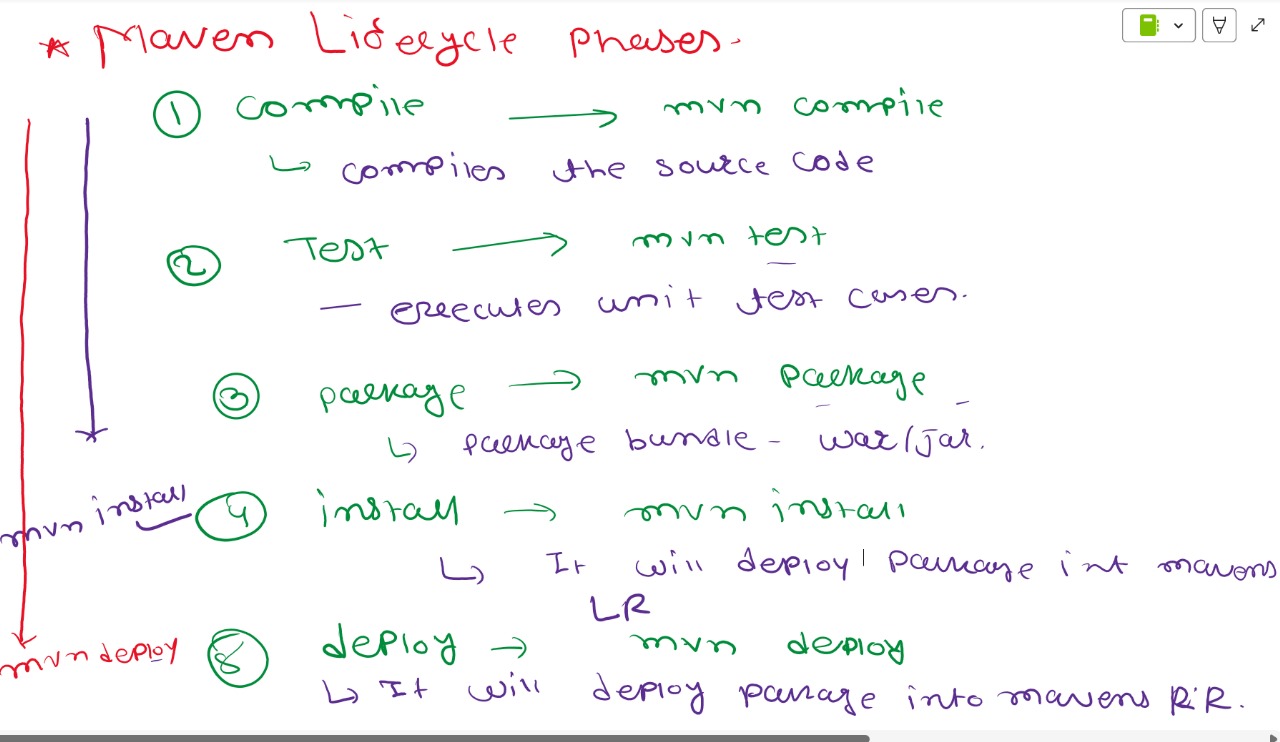 * Maven Lifecycle phases.
① compile → mvn compile
↳ compiles the source code
② Test → mvn test
— executes unit test cases.
③ package → mvn package
↳ package bundle - war/jar.
mvn install
④ install → mvn install
↳ It will deploy package int mavens
LR
mvn deploy
⑧ deploy → mvn deploy
↳ It will deploy package into mavens R.R.